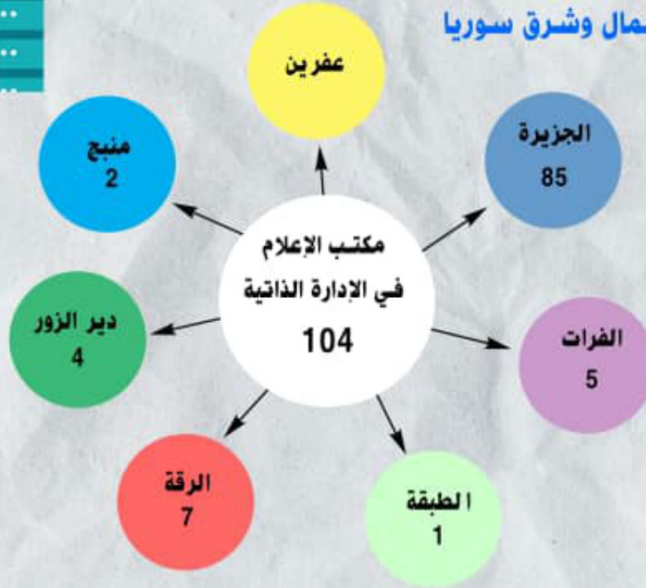 وشرق سوريا
عفرين
الجزيرة
85
منبج
2
مكتب الإعلام
في الإدارة الذاتية
104
دير الزور
4
الفرات
5
الرقة
7
الطبقة
1